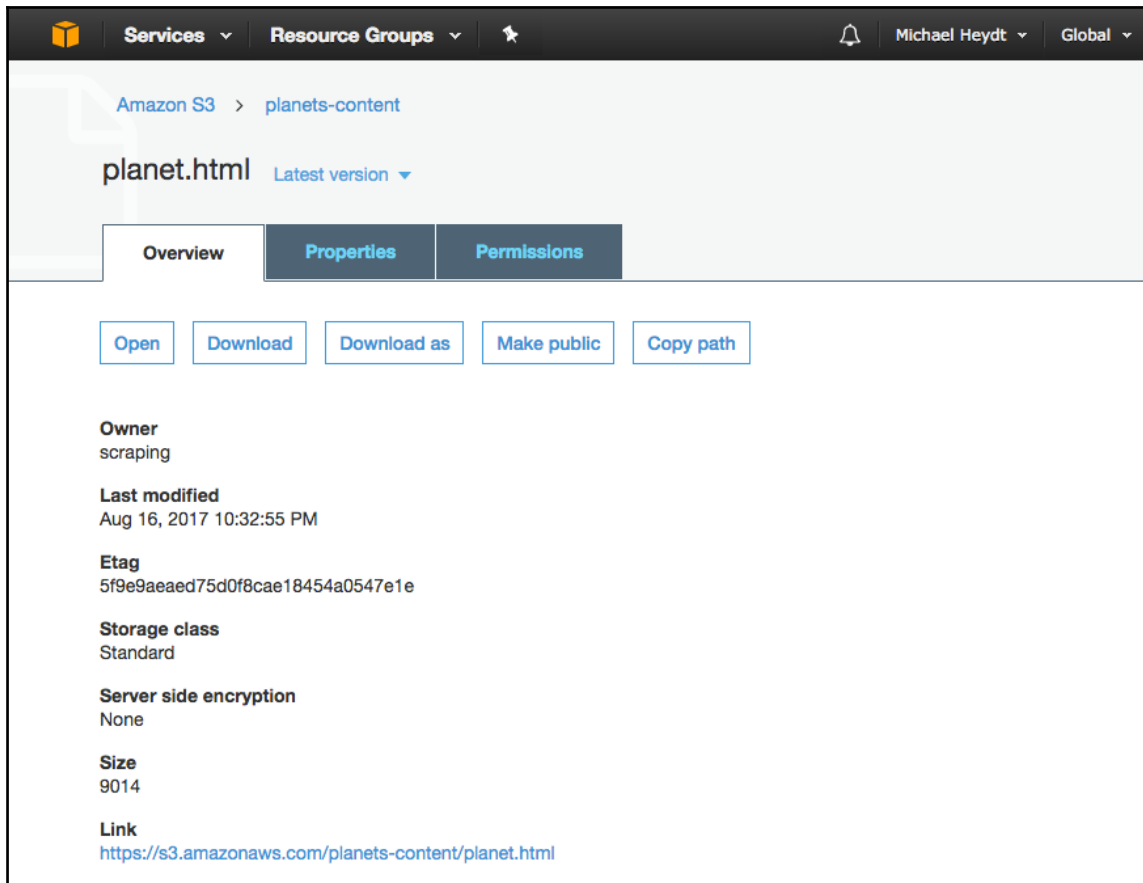 Services Resource Groups Michael Heydt Global
Amazon S3 > planets-content
planet.html Latest version
Overview Properties Permissions
Open Download Download as Make public Copy path
Owner
scraping
Last modified
Aug 16, 2017 10:32:55 PM
Etag
5f9e9aeaed75d0f8cae18454a0547e1e
Storage class
Standard
Server side encryption
None
Size
9014
Link
https://s3.amazonaws.com/planets-content/planet.html